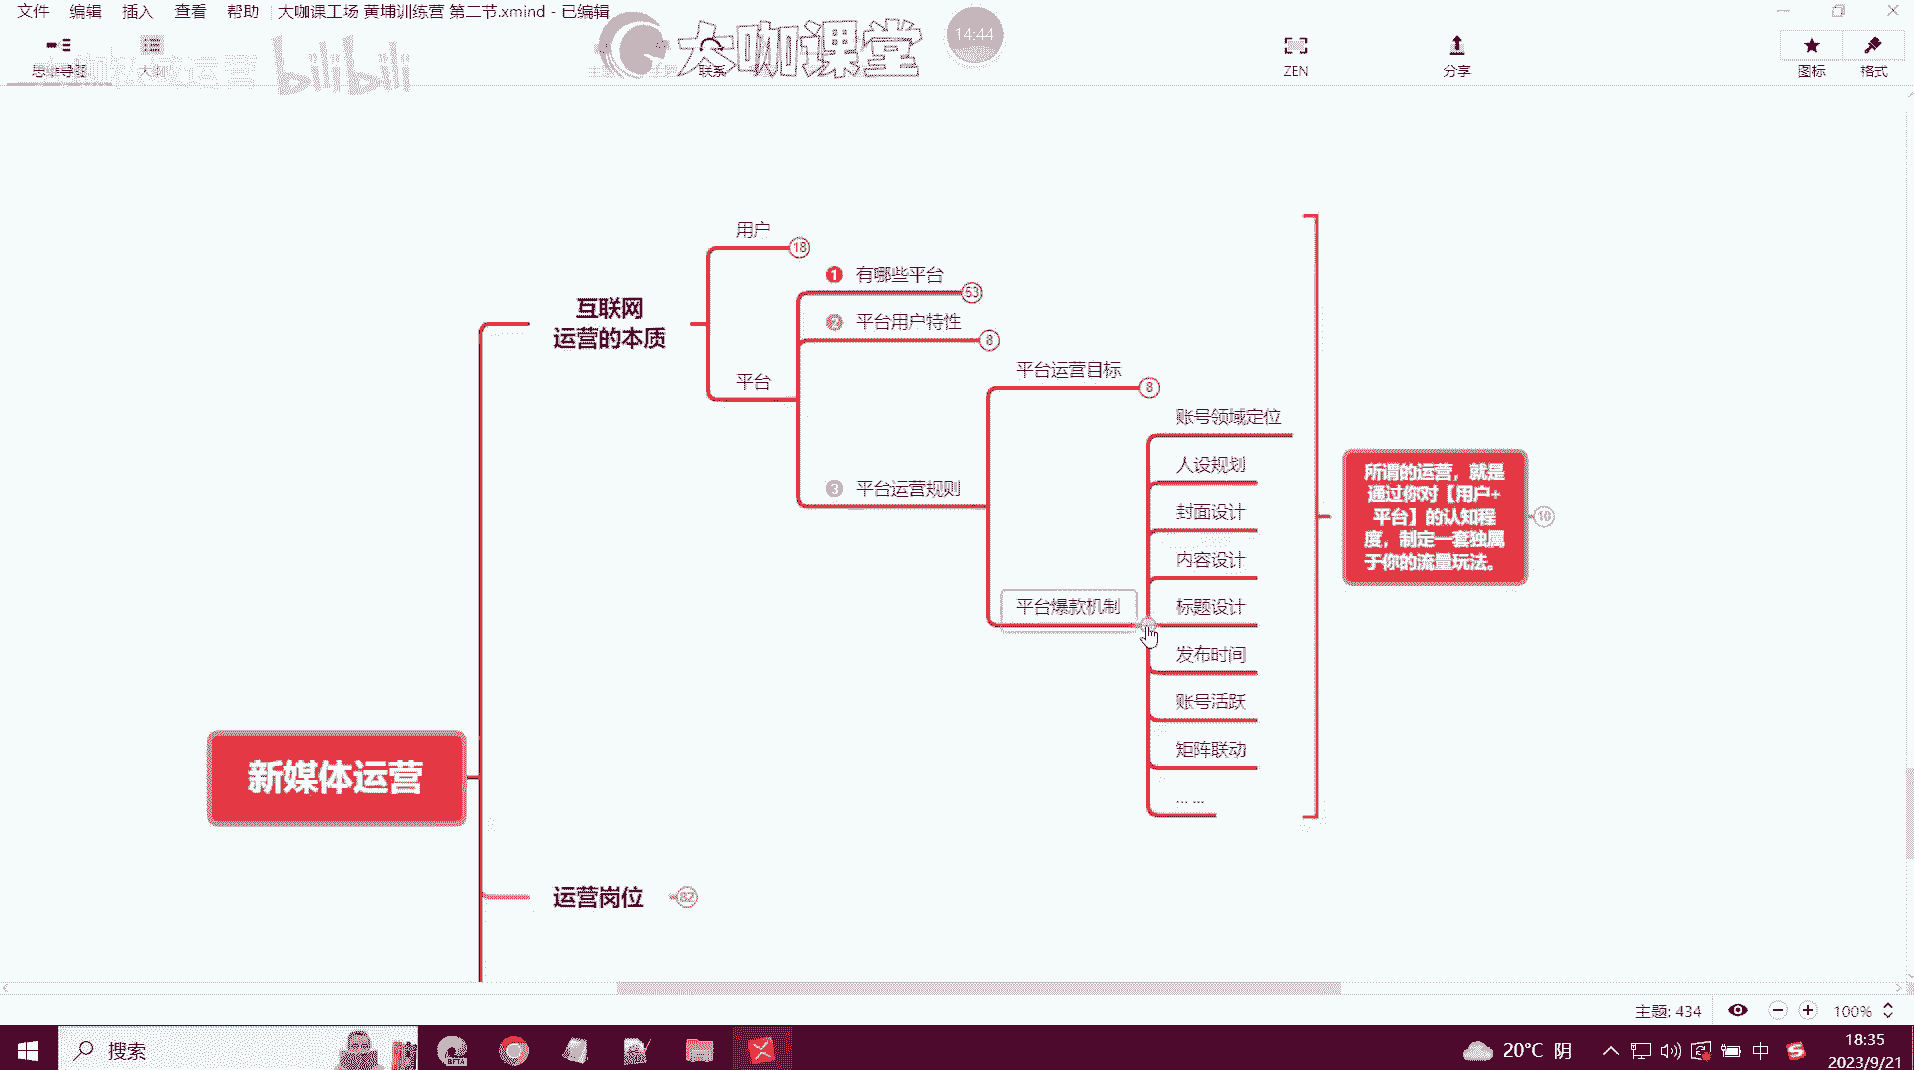 文件 编辑 插入 查看 帮助 大咖课工场 黄埔训练营 第二节.xmind - 已编辑
大咖课堂
14:44
bilibili
思维导图
联系
ZEN
分享
图标
格式
用户
18
1 有哪些平台
53
互联网
运营的本质
2 平台用户特性
8
平台
平台运营目标
8
账号领域定位
人设规划
3 平台运营规则
封面设计
内容设计
平台爆款机制
标题设计
发布时间
账号活跃
矩阵联动
... ...
所谓的运营，就是
通过你对【用户+
平台】的认知程
度，制定一套独属
于你的流量玩法。
10
新媒体运营
运营岗位
82
主题: 434
100%
搜索
BETA
20°C 阴
中
18:35
2023/9/21